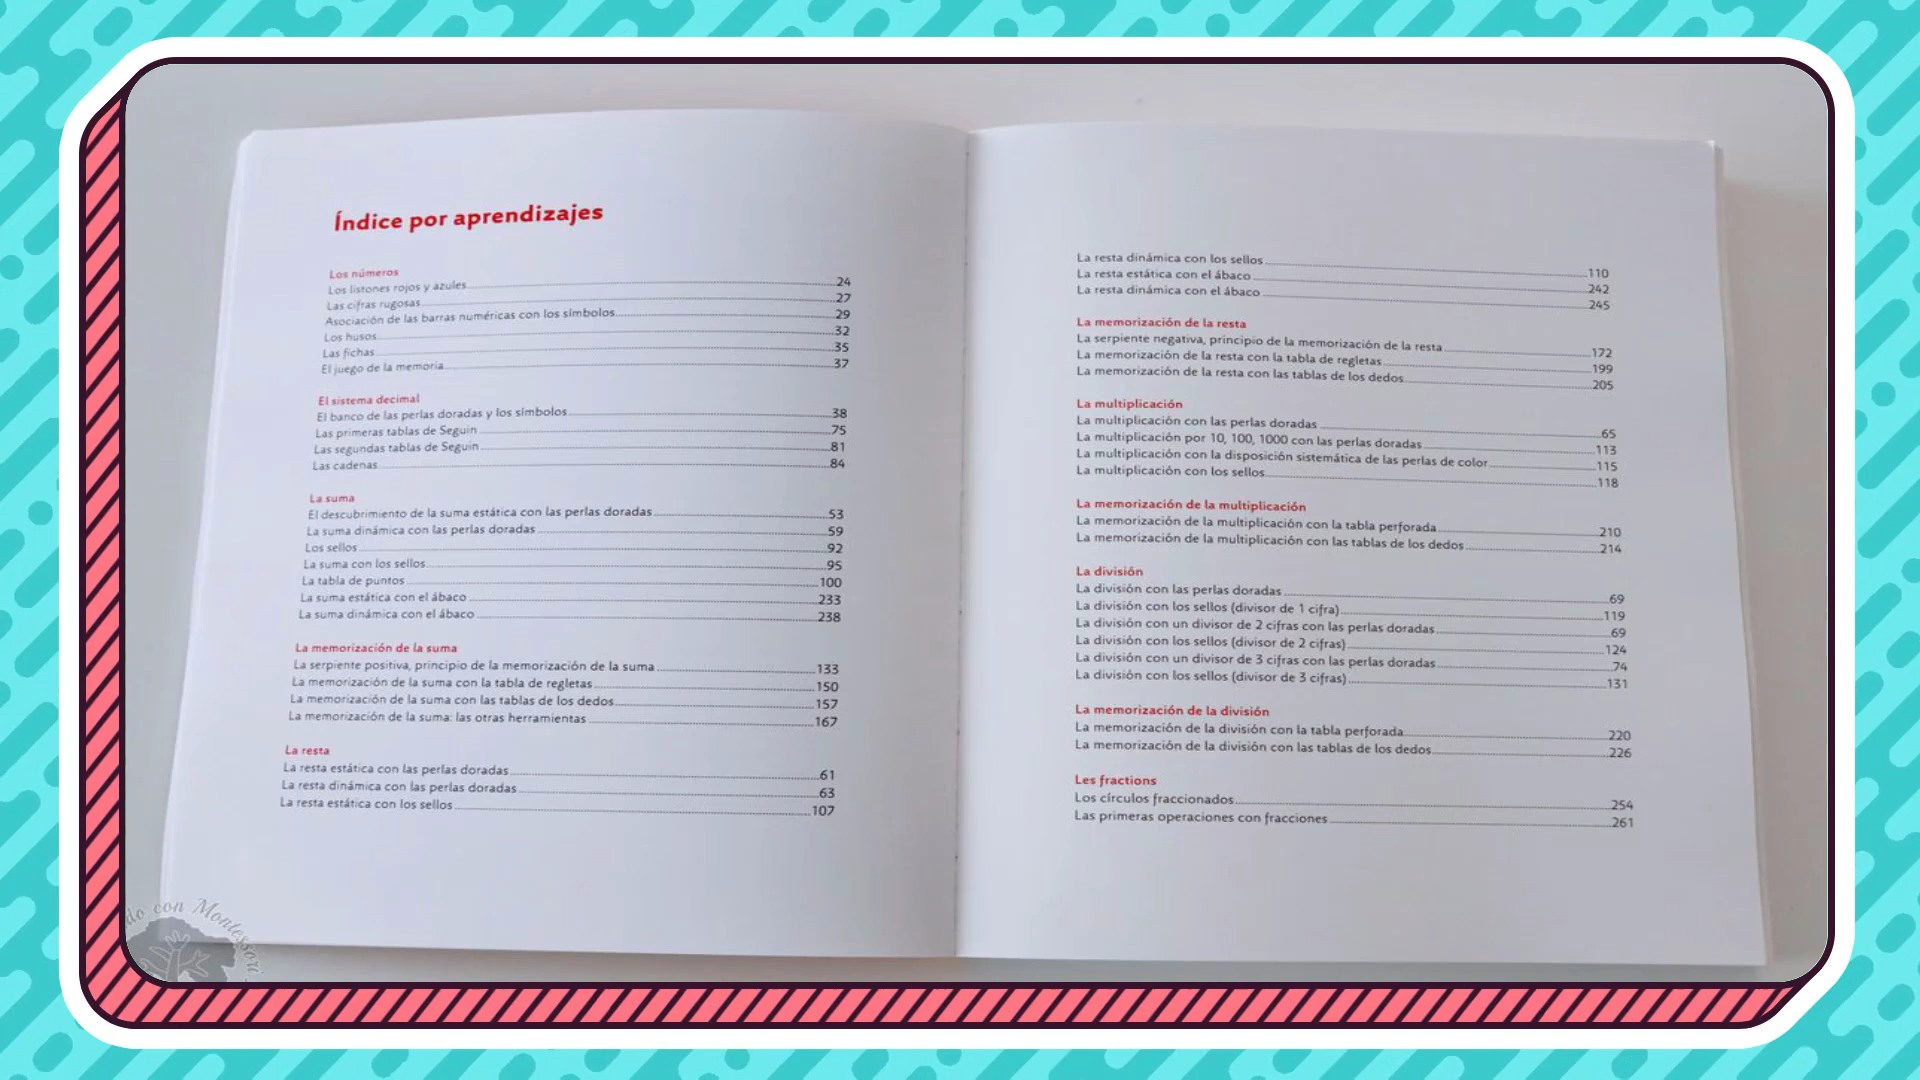 Índice por aprendizajes
Los números
Los listones rojos y azules 24
Las cifras rugosas 27
Asociación de las barras numéricas con los símbolos 29
Los husos 32
Las fichas 35
El juego de la memoria 37
El sistema decimal
El banco de las perlas doradas y los símbolos 38
Las primeras tablas de Seguin 75
Las segundas tablas de Seguin 81
Las cadenas 84
La suma
El descubrimiento de la suma estática con las perlas doradas 53
La suma dinámica con las perlas doradas 59
Los sellos 92
La suma con los sellos 95
La tabla de puntos 100
La suma estática con el ábaco 233
La suma dinámica con el ábaco 238
La memorización de la suma
La serpiente positiva, principio de la memorización de la suma 133
La memorización de la suma con la tabla de regletas 150
La memorización de la suma con las tablas de los dedos 157
La memorización de la suma: las otras herramientas 167
La resta
La resta estática con las perlas doradas 61
La resta dinámica con las perlas doradas 63
La resta estática con los sellos 107
La resta dinámica con los sellos 110
La resta estática con el ábaco 242
La resta dinámica con el ábaco 245
La memorización de la resta
La serpiente negativa, principio de la memorización de la resta 172
La memorización de la resta con la tabla de regletas 199
La memorización de la resta con las tablas de los dedos 205
La multiplicación
La multiplicación con las perlas doradas 65
La multiplicación por 10, 100, 1000 con las perlas doradas 113
La multiplicación con la disposición sistemática de las perlas de color 115
La multiplicación con los sellos 118
La memorización de la multiplicación
La memorización de la multiplicación con la tabla perforada 210
La memorización de la multiplicación con las tablas de los dedos 214
La división
La división con las perlas doradas 69
La división con los sellos (divisor de 1 cifra) 119
La división con un divisor de 2 cifras con las perlas doradas 69
La división con los sellos (divisor de 2 cifras) 124
La división con un divisor de 3 cifras con las perlas doradas 74
La división con los sellos (divisor de 3 cifras) 131
La memorización de la división
La memorización de la división con la tabla perforada 220
La memorización de la división con las tablas de los dedos 226
Les fractions
Los círculos fraccionados 254
Las primeras operaciones con fracciones 261
con Montessori